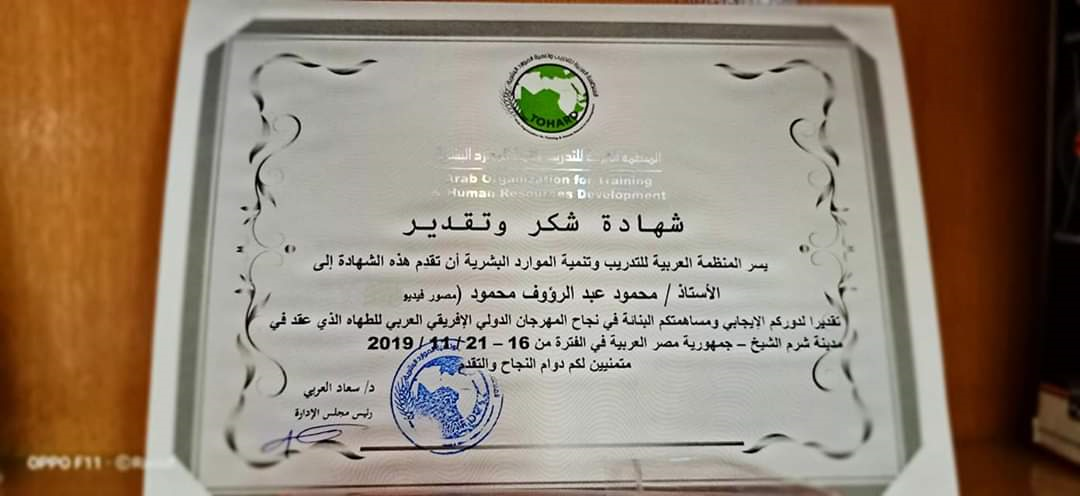 TOHARD
المنظمة العربية للتدريب وتنمية الموارد البشرية
Arab Organization for Training
& Human Resources Development
شهادة شكر وتقدير
يسر المنظمة العربية للتدريب وتنمية الموارد البشرية أن تقدم هذه الشهادة إلى
الأستاذ / محمود عبد الرؤوف محمود (مصور فيديو
تقديرا لدوركم الإيجابي ومساهمتكم البناءة في نجاح المهرجان الدولي الإفريقي العربي للطهاه الذي عقد في
مدينة شرم الشيخ – جمهورية مصر العربية في الفترة من 16 – 21 / 11 / 2019
متمنيين لكم دوام النجاح والتقدم
د/ سعاد العربي
رئيس مجلس الإدارة
OPPO F11 · ©